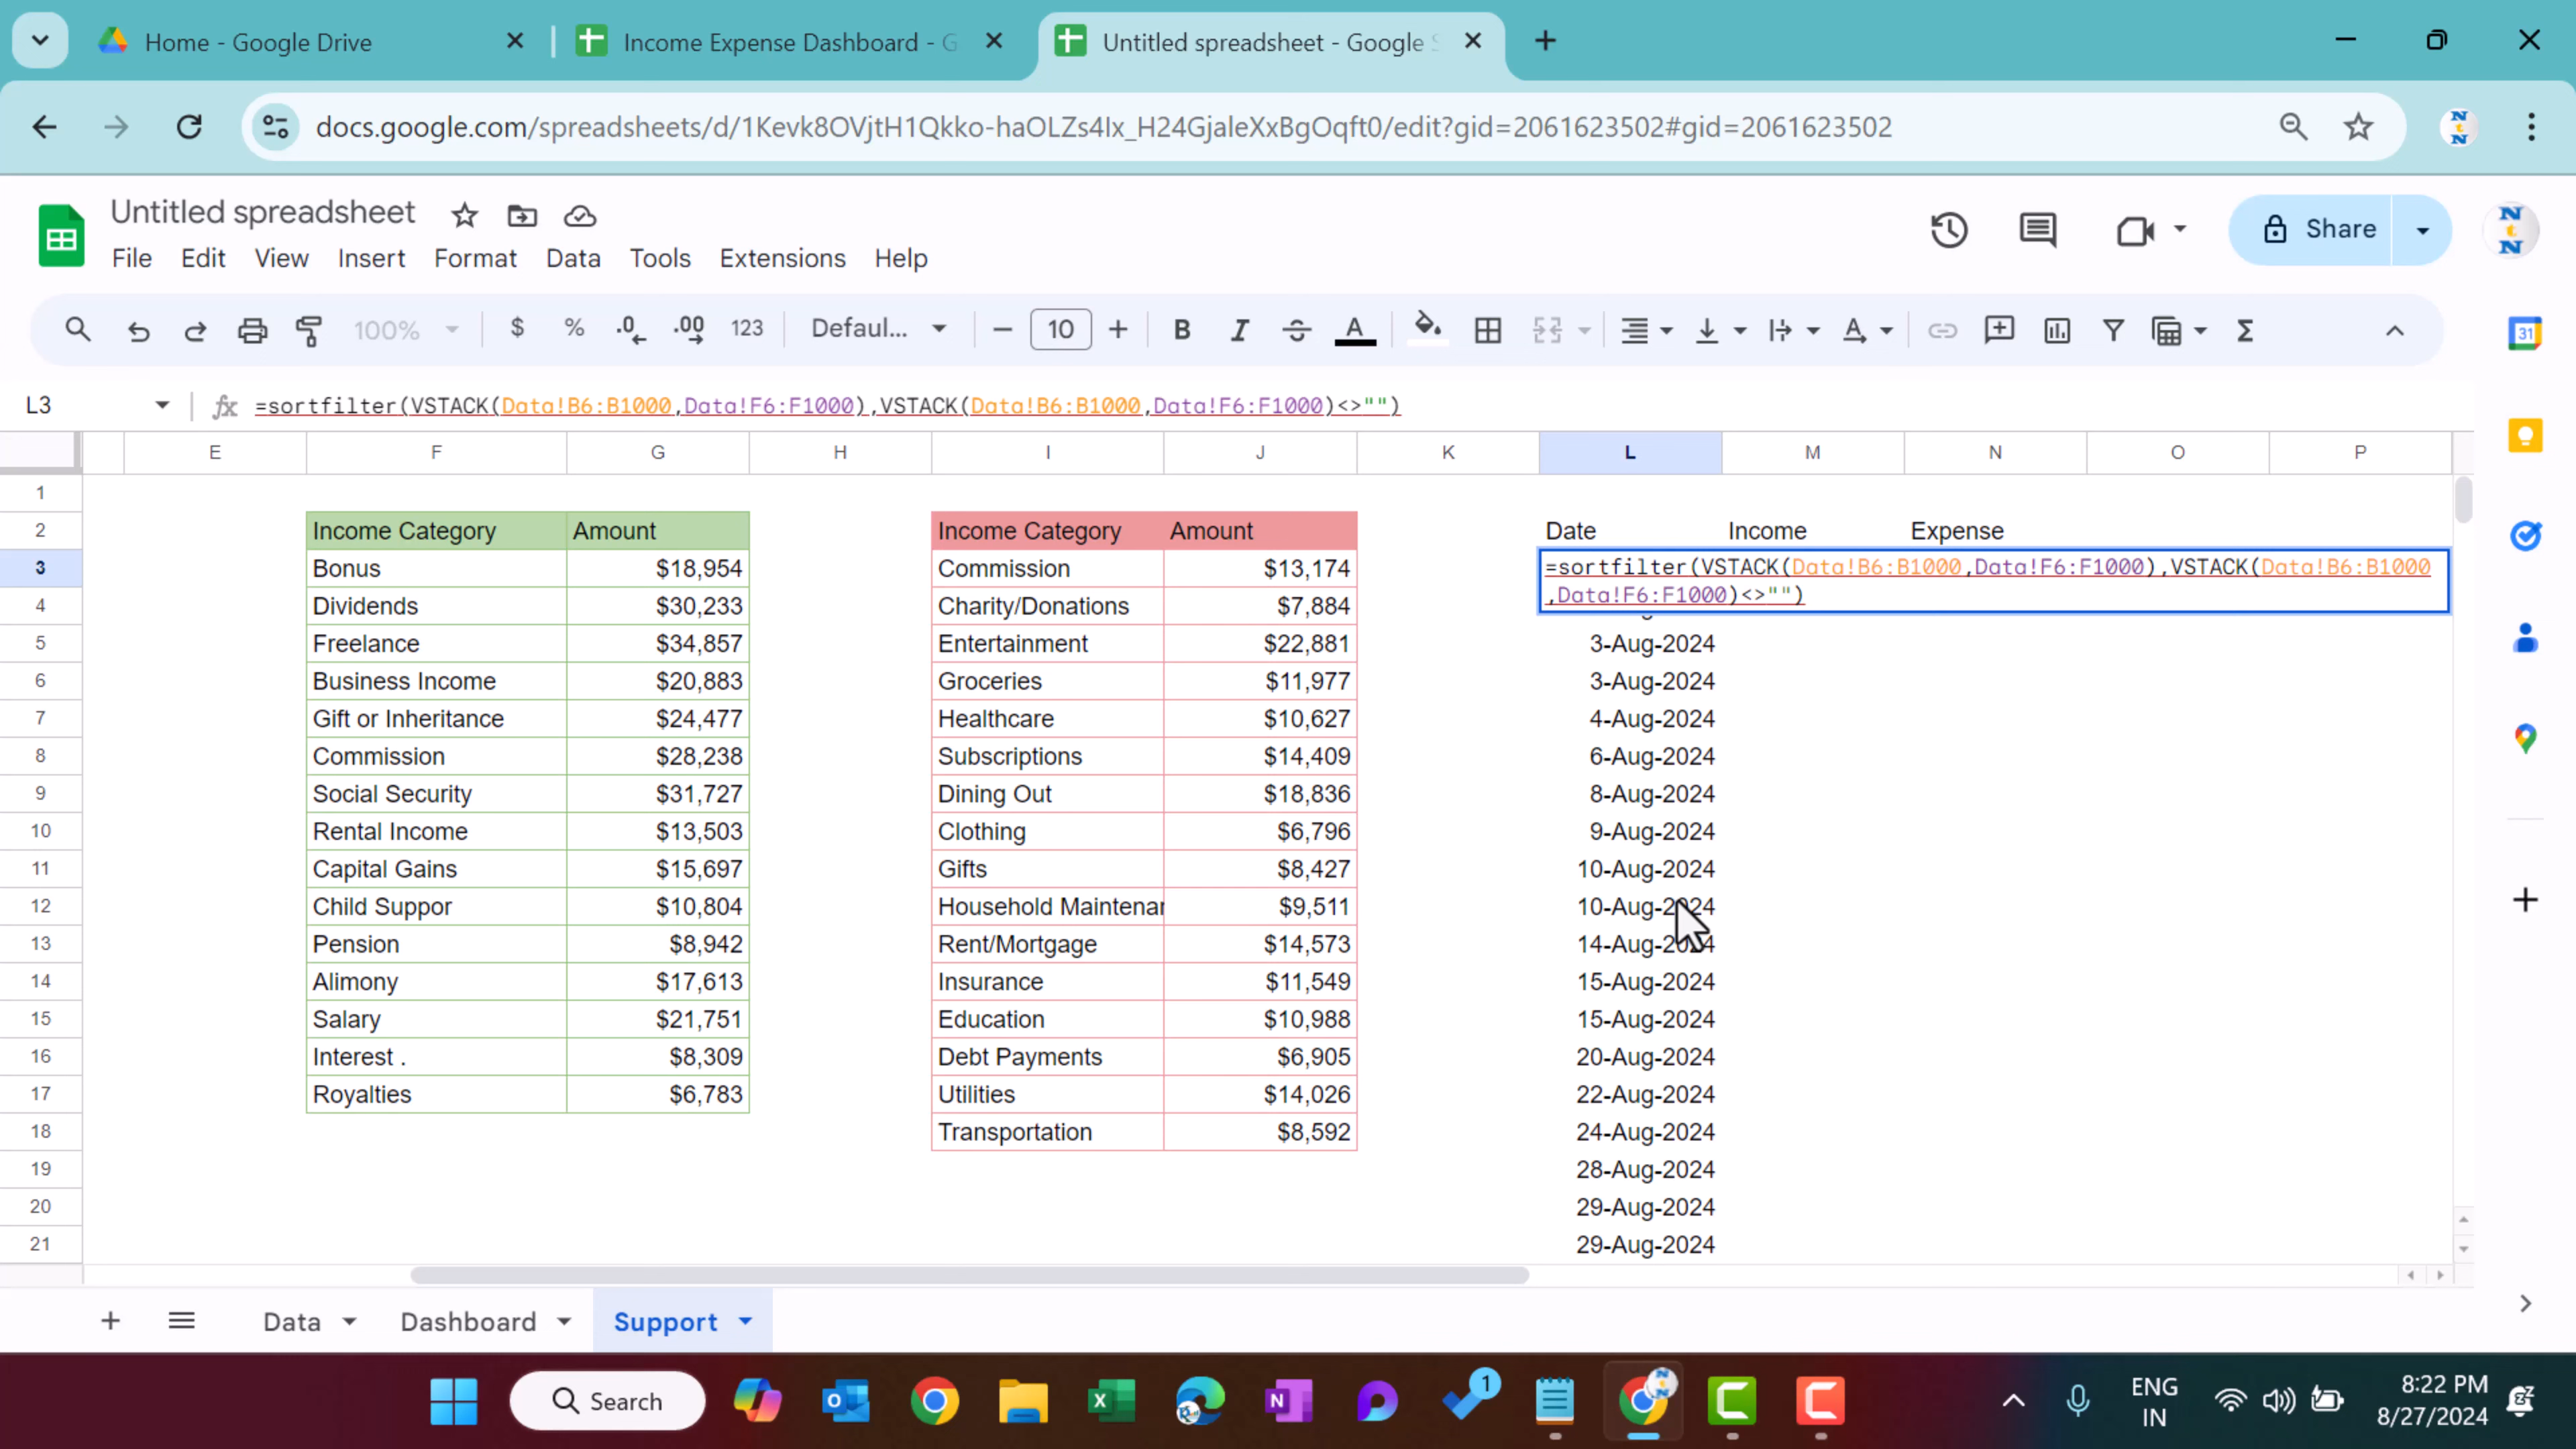 Home - Google Drive
Income Expense Dashboard - G
Untitled spreadsheet - Google S
docs.google.com/spreadsheets/d/1Kevk8OVjtH1Qkko-haOLZs4Ix_H24GjaleXxBgOqft0/edit?gid=2061623502#gid=2061623502
Untitled spreadsheet
File Edit View Insert Format Data Tools Extensions Help
Share
100% $ % .0 .00 123 Defaul... 10 B I A
31
L3 fx =sortfilter(VSTACK(Data!B6:B1000,Data!F6:F1000),VSTACK(Data!B6:B1000,Data!F6:F1000)<>"")
E F G H I J K L M N O P
1
2 Income Category Amount Income Category Amount Date Income Expense
3 Bonus $18,954 Commission $13,174 =sortfilter(VSTACK(Data!B6:B1000,Data!F6:F1000),VSTACK(Data!B6:B1000
4 Dividends $30,233 Charity/Donations $7,884 ,Data!F6:F1000)<>"")
5 Freelance $34,857 Entertainment $22,881 3-Aug-2024
6 Business Income $20,883 Groceries $11,977 3-Aug-2024
7 Gift or Inheritance $24,477 Healthcare $10,627 4-Aug-2024
8 Commission $28,238 Subscriptions $14,409 6-Aug-2024
9 Social Security $31,727 Dining Out $18,836 8-Aug-2024
10 Rental Income $13,503 Clothing $6,796 9-Aug-2024
11 Capital Gains $15,697 Gifts $8,427 10-Aug-2024
12 Child Suppor $10,804 Household Maintenan $9,511 10-Aug-2024
13 Pension $8,942 Rent/Mortgage $14,573 14-Aug-2024
14 Alimony $17,613 Insurance $11,549 15-Aug-2024
15 Salary $21,751 Education $10,988 15-Aug-2024
16 Interest . $8,309 Debt Payments $6,905 20-Aug-2024
17 Royalties $6,783 Utilities $14,026 22-Aug-2024
18 Transportation $8,592 24-Aug-2024
19 28-Aug-2024
20 29-Aug-2024
21 29-Aug-2024
Data Dashboard Support
Search
1
ENG
IN
8:22 PM
8/27/2024